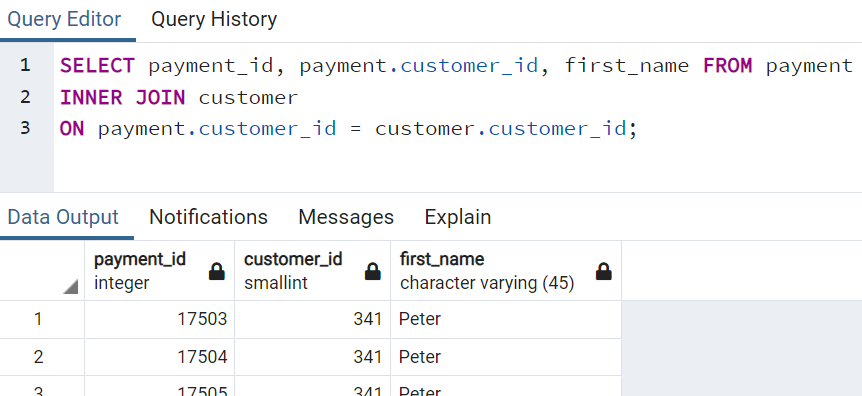 Query Editor Query History
1 SELECT payment_id, payment.customer_id, first_name FROM payment
2 INNER JOIN customer
3 ON payment.customer_id = customer.customer_id;
Data Output Notifications Messages Explain
payment_id customer_id first_name
integer smallint character varying (45)
1 17503 341 Peter
2 17504 341 Peter
3 17505 341 Peter